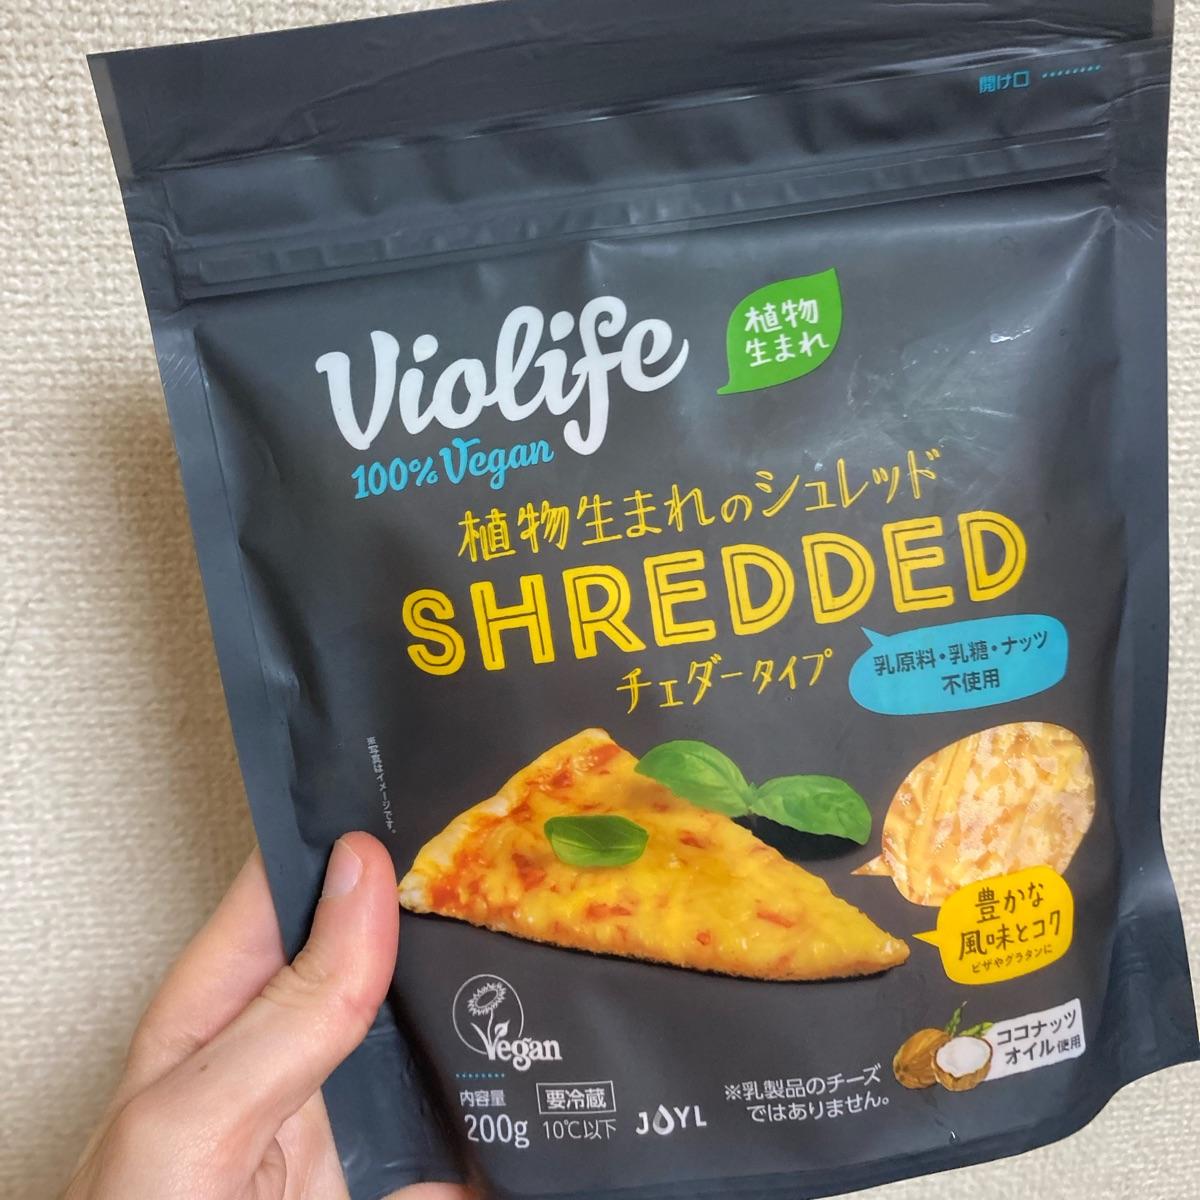 開け口
Violife
植物
生まれ
100% Vegan
植物生まれのシュレッド
SHREDDED
チェダータイプ
乳原料・乳糖・ナッツ
不使用
※写真はイメージです。
豊かな
風味とコク
ピザやグラタンに
Vegan
ココナッツ
オイル使用
内容量
200g
要冷蔵
10℃以下
J-OYL
※乳製品のチーズ
ではありません。